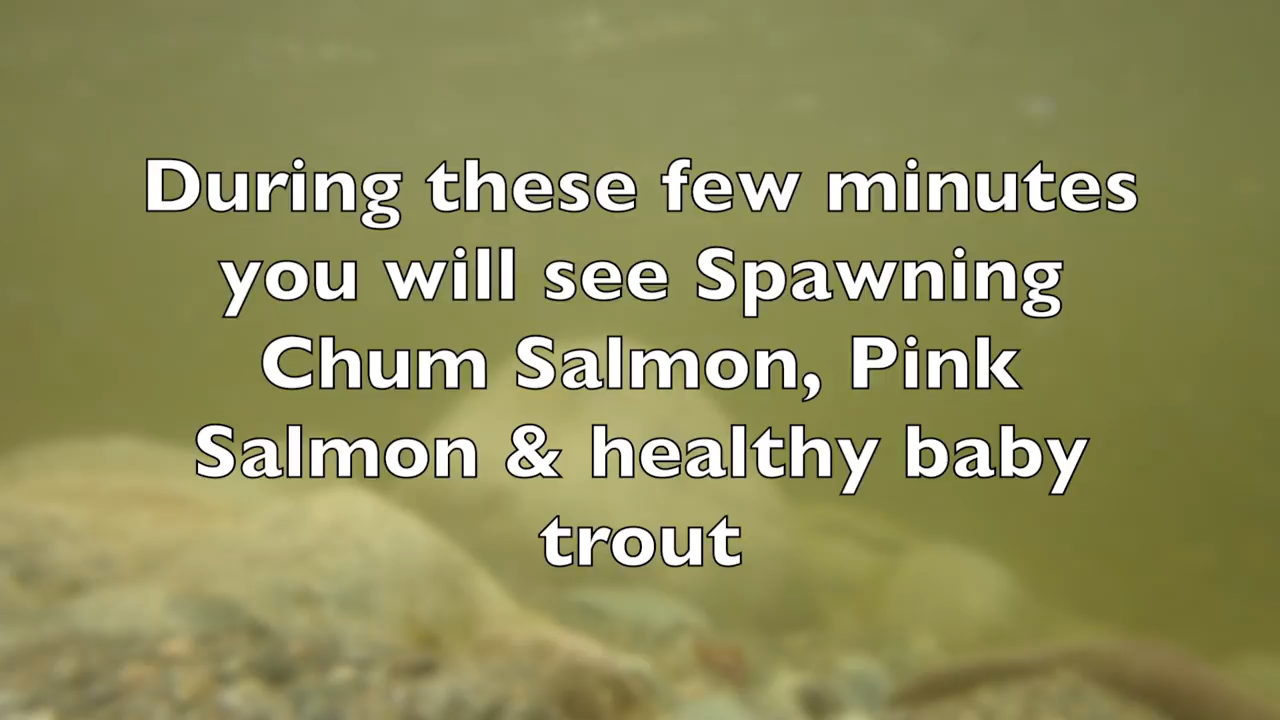 During these few minutes
you will see Spawning
Chum Salmon, Pink
Salmon & healthy baby
trout